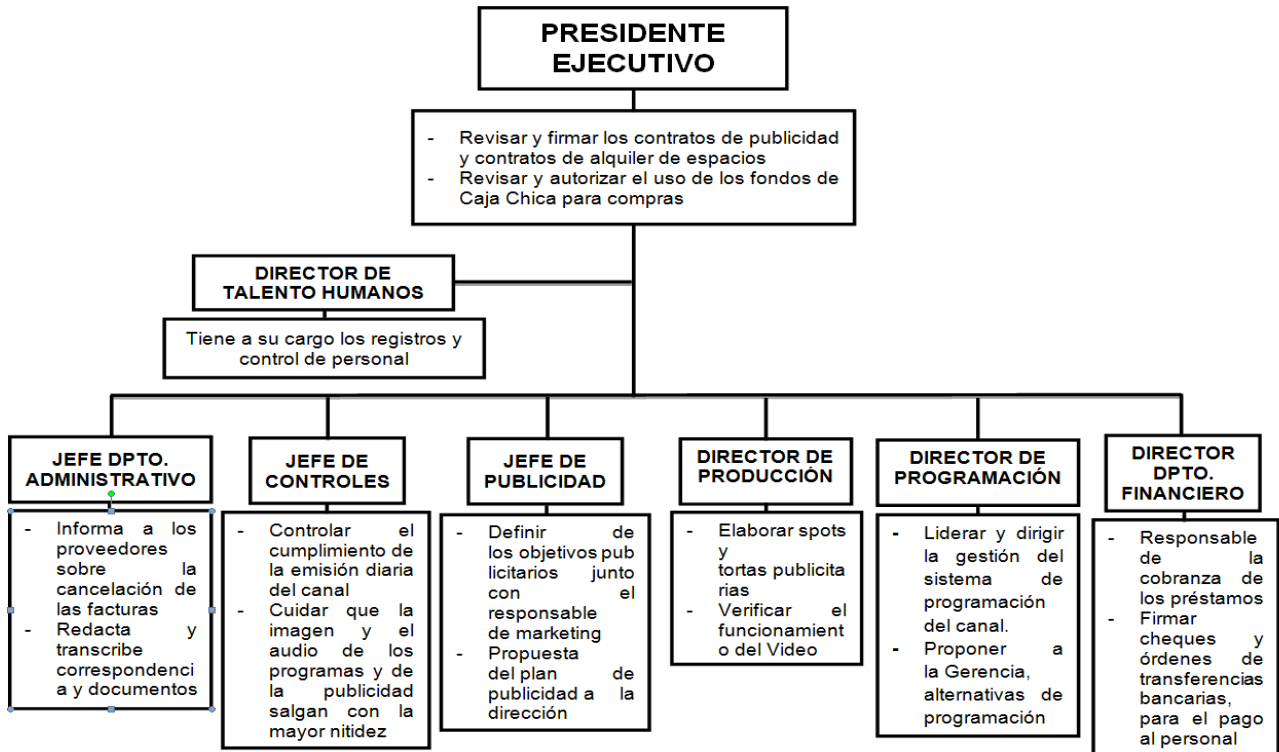 PRESIDENTE
EJECUTIVO
- Revisar y firmar los contratos de publicidad
y contratos de alquiler de espacios
- Revisar y autorizar el uso de los fondos de
Caja Chica para compras
DIRECTOR DE
TALENTO HUMANOS
Tiene a su cargo los registros y
control de personal
JEFE DPTO.
ADMINISTRATIVO
- Informa a los
proveedores
sobre la
cancelación de
las facturas
- Redacta y
transcribe
correspondenci
a y documentos
JEFE DE
CONTROLES
- Controlar el
cumplimiento de
la emisión diaria
del canal
- Cuidar que la
imagen y el
audio de los
programas y de
la publicidad
salgan con la
mayor nitidez
JEFE DE
PUBLICIDAD
- Definir de
los objetivos pub
licitarios junto
con el
responsable
de marketing
- Propuesta
del plan de
publicidad a la
dirección
DIRECTOR DE
PRODUCCIÓN
- Elaborar spots
y
tortas publicita
rias
- Verificar el
funcionamient
o del Video
DIRECTOR DE
PROGRAMACIÓN
- Liderar y dirigir
la gestión del
sistema de
programación
del canal.
- Proponer a
la Gerencia,
alternativas de
programación
DIRECTOR
DPTO.
FINANCIERO
- Responsable
de la
cobranza de
los préstamos
- Firmar
cheques y
órdenes de
transferencias
bancarias,
para el pago
al personal